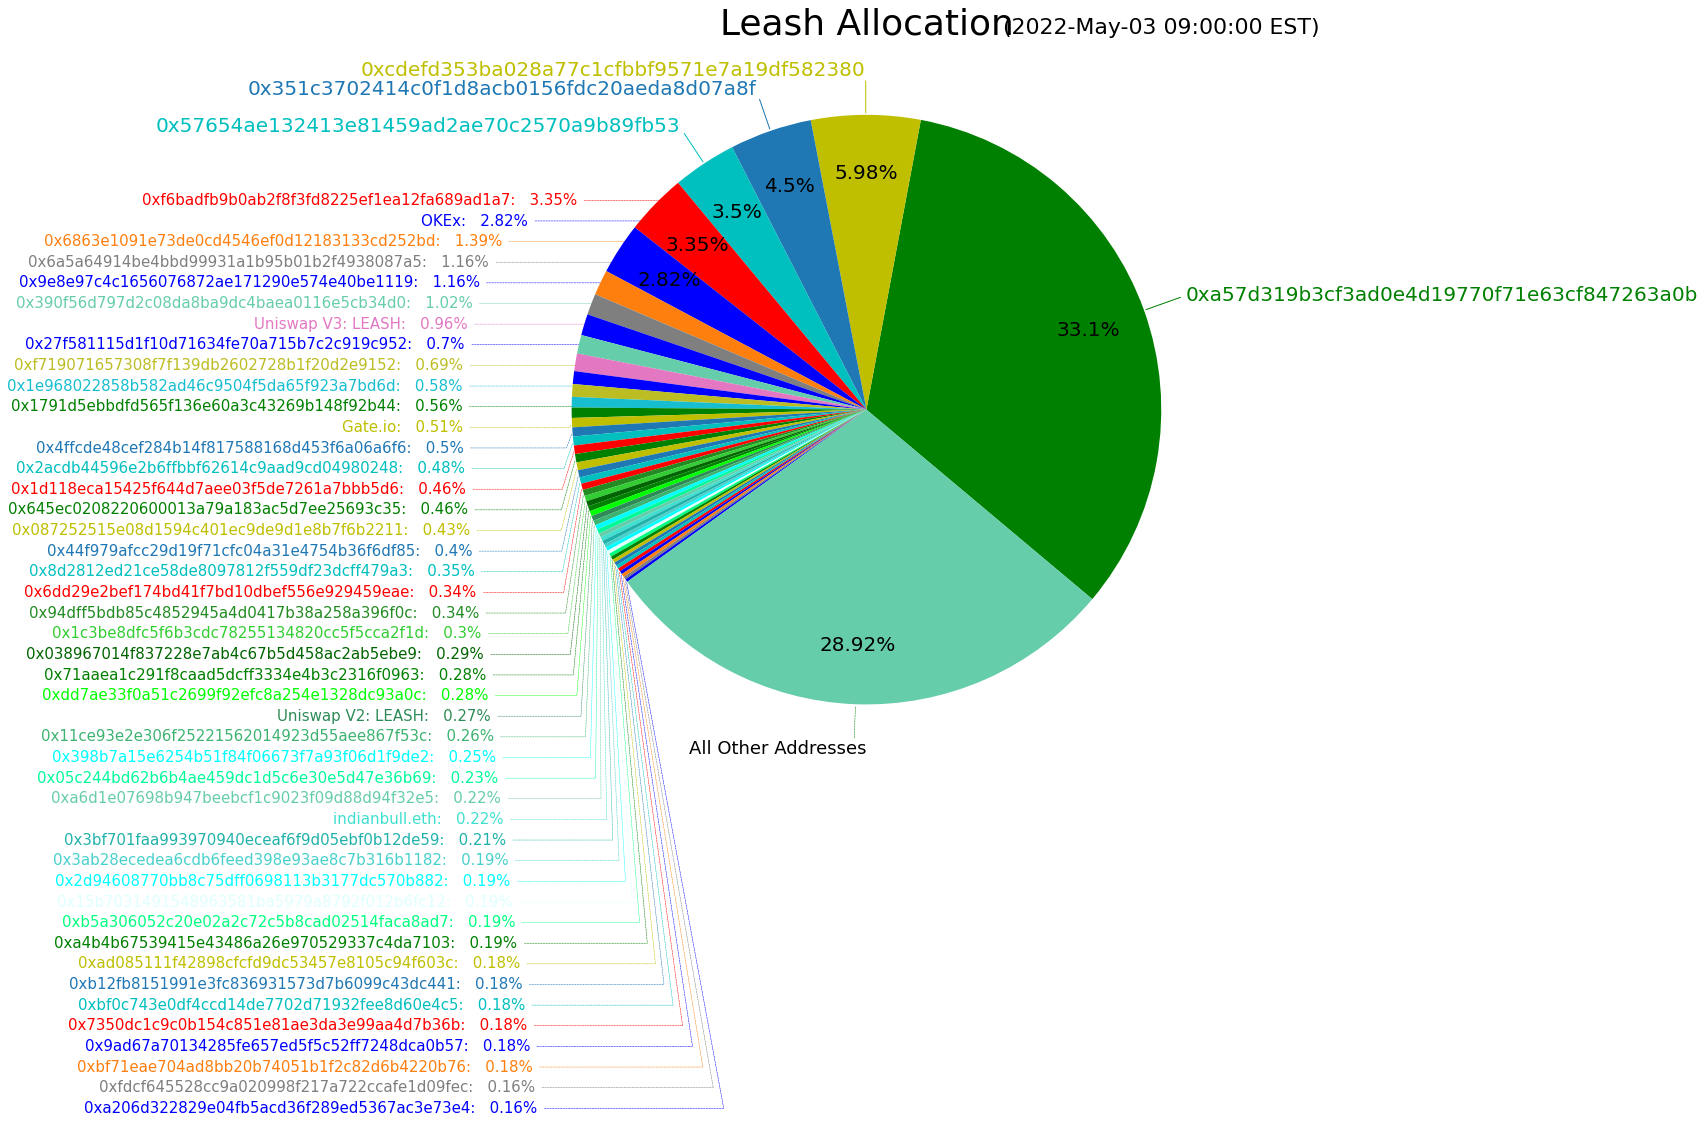 Leash Allocation (2022-May-03 09:00:00 EST)
0xcdefd353ba028a77c1cfbbf9571e7a19df582380
0x351c3702414c0f1d8acb0156fdc20aeda8d07a8f
0x57654ae132413e81459ad2ae70c2570a9b89fb53
5.98%
4.5%
3.5%
3.35%
2.82%
33.1%
28.92%
0xa57d319b3cf3ad0e4d19770f71e63cf847263a0b
0xf6badfb9b0ab2f8f3fd8225ef1ea12fa689ad1a7: 3.35%
OKEx: 2.82%
0x6863e1091e73de0cd4546ef0d12183133cd252bd: 1.39%
0x6a5a64914be4bbd99931a1b95b01b2f4938087a5: 1.16%
0x9e8e97c4c1656076872ae171290e574e40be1119: 1.16%
0x390f56d797d2c08da8ba9dc4baea0116e5cb34d0: 1.02%
Uniswap V3: LEASH: 0.96%
0x27f581115d1f10d71634fe70a715b7c2c919c952: 0.7%
0xf719071657308f7f139db2602728b1f20d2e9152: 0.69%
0x1e968022858b582ad46c9504f5da65f923a7bd6d: 0.58%
0x1791d5ebbdfd565f136e60a3c43269b148f92b44: 0.56%
Gate.io: 0.51%
0x4ffcde48cef284b14f817588168d453f6a06a6f6: 0.5%
0x2acdb44596e2b6ffbbf62614c9aad9cd04980248: 0.48%
0x1d118eca15425f644d7aee03f5de7261a7bbb5d6: 0.46%
0x645ec0208220600013a79a183ac5d7ee25693c35: 0.46%
0x087252515e08d1594c401ec9de9d1e8b7f6b2211: 0.43%
0x44f979afcc29d19f71cfc04a31e4754b36f6df85: 0.4%
0x8d2812ed21ce58de8097812f559df23dcff479a3: 0.35%
0x6dd29e2bef174bd41f7bd10dbef556e929459eae: 0.34%
0x94dff5bdb85c4852945a4d0417b38a258a396f0c: 0.34%
0x1c3be8dfc5f6b3cdc78255134820cc5f5cca2f1d: 0.3%
0x038967014f837228e7ab4c67b5d458ac2ab5ebe9: 0.29%
0x71aaea1c291f8caad5dcff3334e4b3c2316f0963: 0.28%
0xdd7ae33f0a51c2699f92efc8a254e1328dc93a0c: 0.28%
Uniswap V2: LEASH: 0.27%
0x11ce93e2e306f25221562014923d55aee867f53c: 0.26%
0x398b7a15e6254b51f84f06673f7a93f06d1f9de2: 0.25%
0x05c244bd62b6b4ae459dc1d5c6e30e5d47e36b69: 0.23%
0xa6d1e07698b947beebcf1c9023f09d88d94f32e5: 0.22%
indianbull.eth: 0.22%
0x3bf701faa993970940eceaf6f9d05ebf0b12de59: 0.21%
0x3ab28ecedea6cdb6feed398e93ae8c7b316b1182: 0.19%
0x2d94608770bb8c75dff0698113b3177dc570b882: 0.19%
0.19%
0xb5a306052c20e02a2c72c5b8cad02514faca8ad7: 0.19%
0xa4b4b67539415e43486a26e970529337c4da7103: 0.19%
0xad085111f42898cfcfd9dc53457e8105c94f603c: 0.18%
0xb12fb8151991e3fc836931573d7b6099c43dc441: 0.18%
0xbf0c743e0df4ccd14de7702d71932fee8d60e4c5: 0.18%
0x7350dc1c9c0b154c851e81ae3da3e99aa4d7b36b: 0.18%
0x9ad67a70134285fe657ed5f5c52ff7248dca0b57: 0.18%
0xbf71eae704ad8bb20b74051b1f2c82d6b4220b76: 0.18%
0xfdcf645528cc9a020998f217a722ccafe1d09fec: 0.16%
0xa206d322829e04fb5acd36f289ed5367ac3e73e4: 0.16%
All Other Addresses